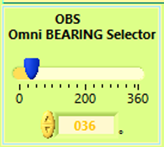 OBS
Omni BEARING Selector
0 200 360
036 °